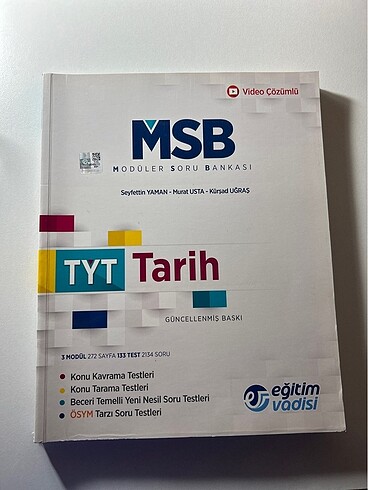 Video Çözümlü
MSB
MODÜLER SORU BANKASI
Seyfettin YAMAN - Murat USTA - Kürşad UĞRAŞ
TYT Tarih
GÜNCELLENMİŞ BASKI
3 MODÜL 272 SAYFA 133 TEST 2134 SORU
Konu Kavrama Testleri
Konu Tarama Testleri
Beceri Temelli Yeni Nesil Soru Testleri
ÖSYM Tarzı Soru Testleri
eğitim
vadisi